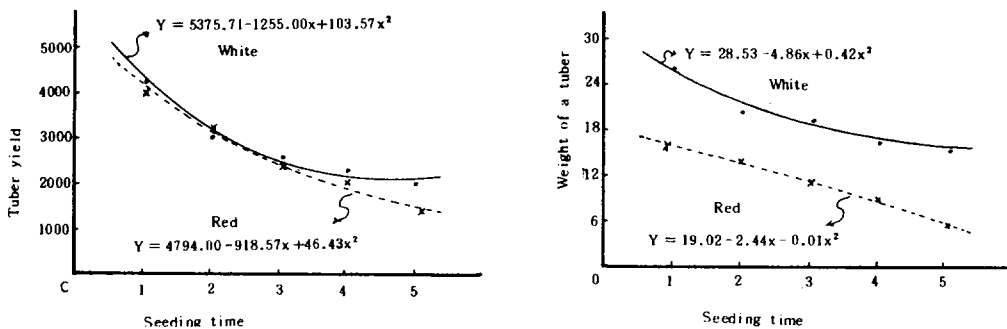 Y = 5375.71-1255.00x+103.57x²
White
5000
4000
3000
2000
1000
Tuber yield
Red
Y = 4794.00-918.57x+46.43x²
C
1
2
3
4
5
Seeding time
30
24
18
12
6
Weight of a tuber
Y = 28.53-4.86x+0.42x²
White
Red
Y = 19.02-2.44x-0.01x²
0
1
2
3
4
5
Seeding time